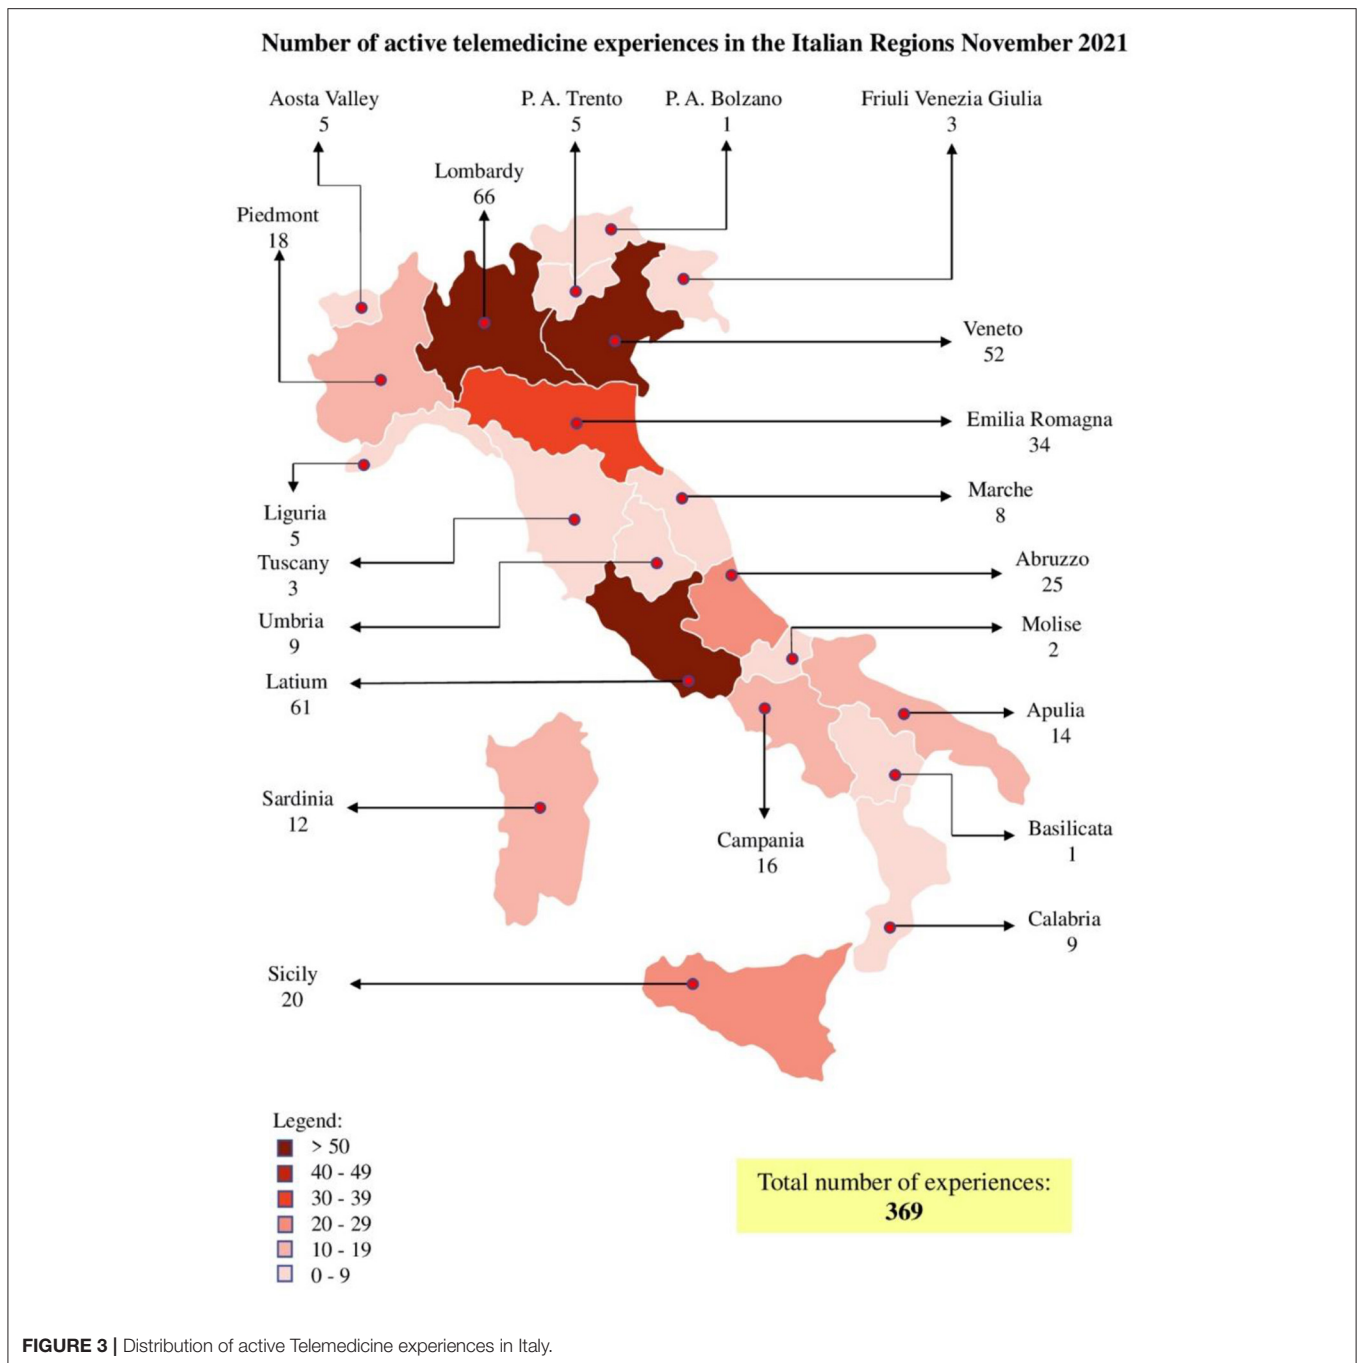 Number of active telemedicine experiences in the Italian Regions November 2021
Aosta Valley
5
P. A. Trento
5
P. A. Bolzano
1
Friuli Venezia Giulia
3
Lombardy
66
Piedmont
18
Veneto
52
Emilia Romagna
34
Marche
8
Liguria
5
Tuscany
3
Abruzzo
25
Umbria
9
Molise
2
Latium
61
Apulia
14
Sardinia
12
Campania
16
Basilicata
1
Calabria
9
Sicily
20
Legend:
> 50
40 - 49
30 - 39
20 - 29
10 - 19
0 - 9
Total number of experiences:
369
FIGURE 3 | Distribution of active Telemedicine experiences in Italy.